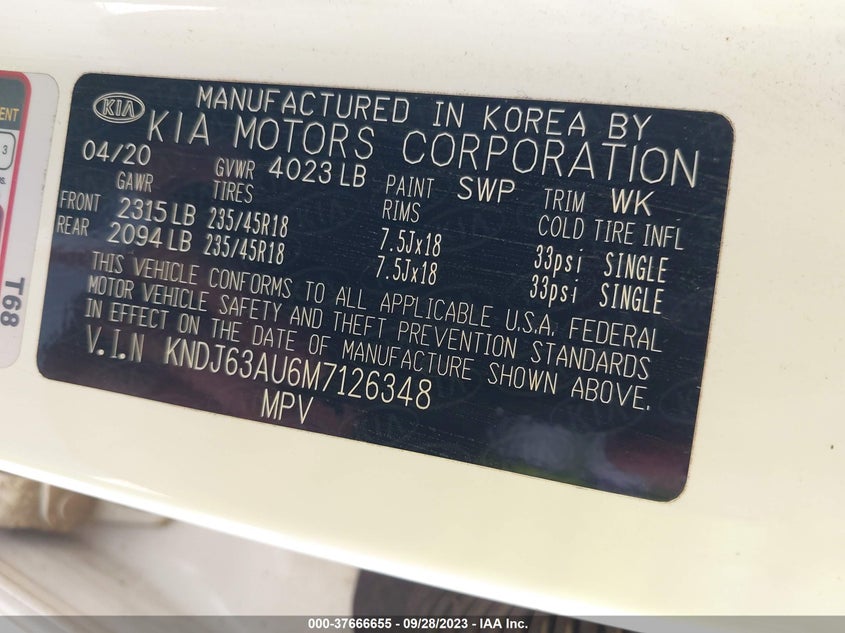 KIA
MANUFACTURED IN KOREA BY
KIA MOTORS CORPORATION
04/20 GVWR 4023 LB PAINT SWP TRIM WK
GAWR TIRES RIMS COLD TIRE INFL
FRONT 2315 LB 235/45R18 7.5Jx18 33psi SINGLE
REAR 2094 LB 235/45R18 7.5Jx18 33psi SINGLE
THIS VEHICLE CONFORMS TO ALL APPLICABLE U.S.A. FEDERAL
MOTOR VEHICLE SAFETY AND THEFT PREVENTION STANDARDS
IN EFFECT ON THE DATE OF MANUFACTURE SHOWN ABOVE.
V.I.N KNDJ63AU6M7126348
MPV
ENT
3
T68
000-37666655 / 09/28/2023 / IAA Inc.